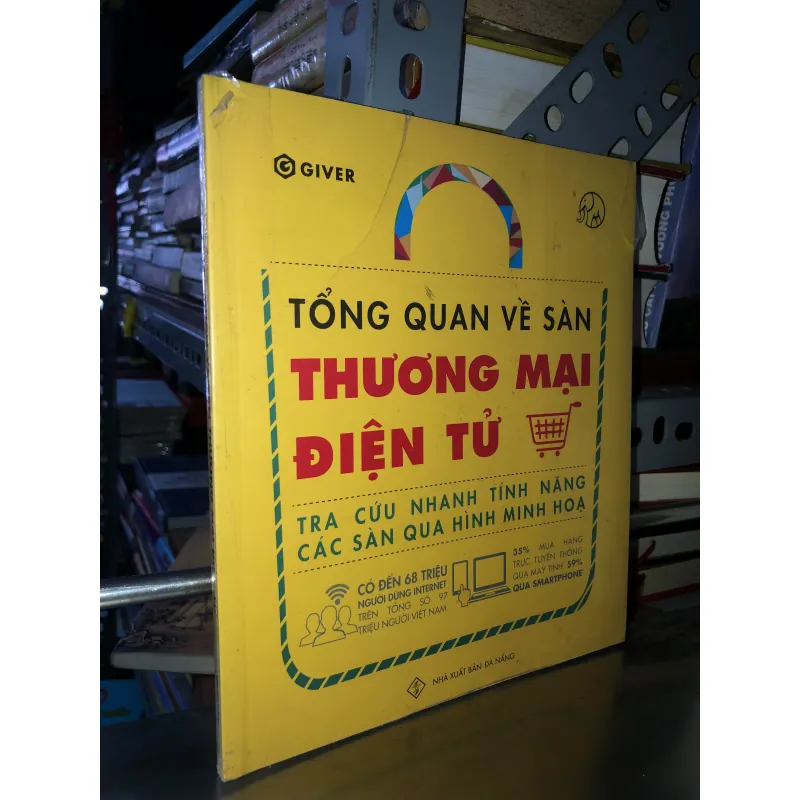 GIVER
TỔNG QUAN VỀ SÀN
THƯƠNG MẠI
ĐIỆN TỬ
TRA CỨU NHANH TÍNH NĂNG
CÁC SÀN QUA HÌNH MINH HOẠ
CÓ ĐẾN 68 TRIỆU
NGƯỜI DÙNG INTERNET
TRÊN TỔNG SỐ 97
TRIỆU NGƯỜI VIỆT NAM
35% MUA HÀNG
TRỰC TUYẾN THÔNG
QUA MÁY TÍNH 59%
QUA SMARTPHONE
NHÀ XUẤT BẢN ĐÀ NẴNG